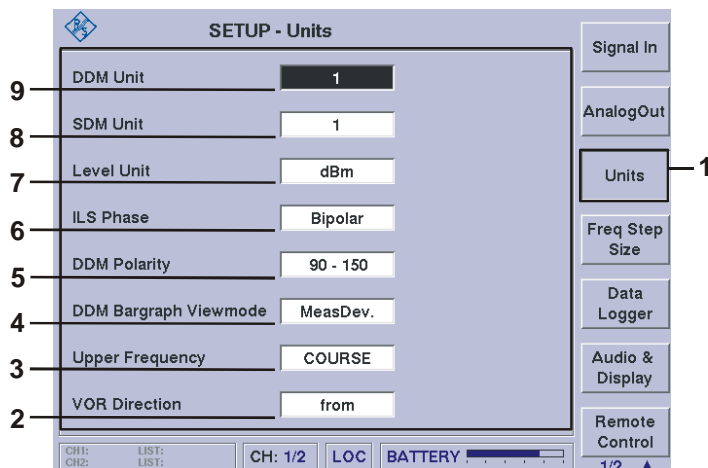 R S
SETUP - Units
Signal In
9 DDM Unit 1
AnalogOut
8 SDM Unit 1
7 Level Unit dBm
Units 1
6 ILS Phase Bipolar
Freq Step
Size
5 DDM Polarity 90 - 150
4 DDM Bargraph Viewmode MeasDev.
Data
Logger
3 Upper Frequency COURSE
Audio &
Display
2 VOR Direction from
Remote
Control
CH1: LIST:
CH2: LIST:
CH: 1/2 LOC BATTERY
1/2 ▲